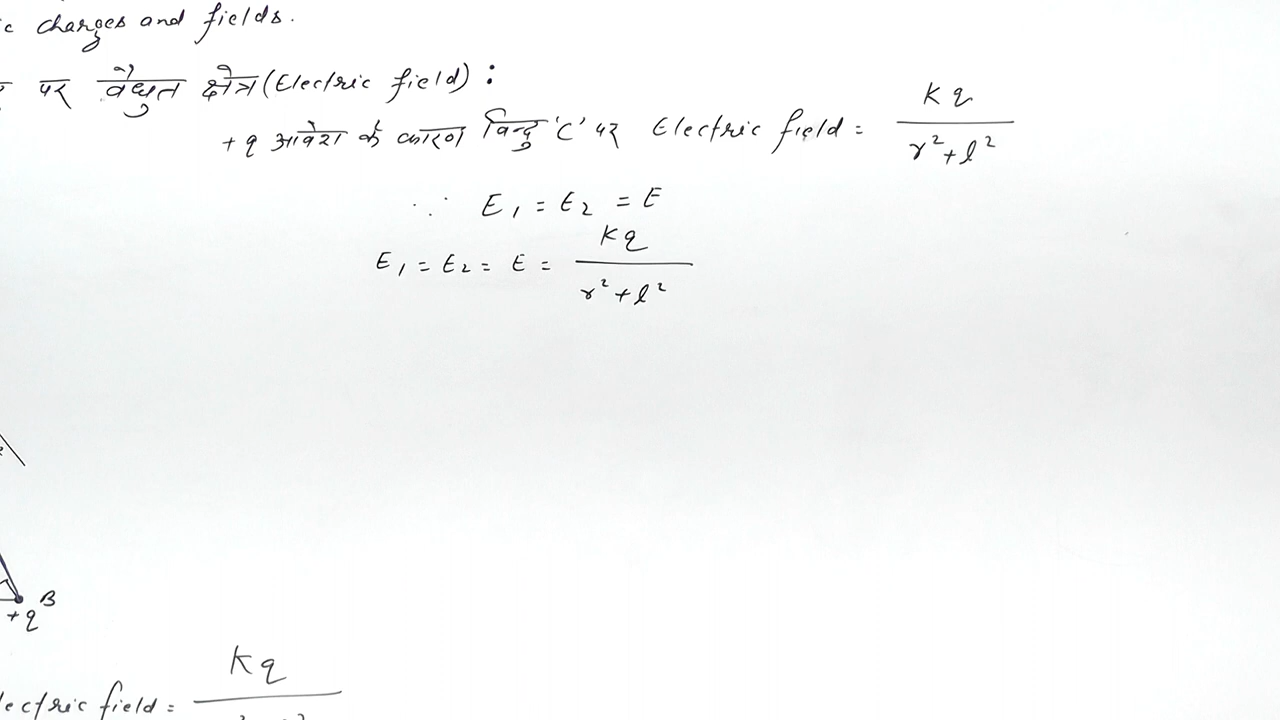 charges and fields.
पर वैधुत क्षेत्र (Electric field) :
+q आवेश के कारण बिन्दु 'C' पर Electric field = Kq / r²+l²
∵ E₁ = E₂ = E
E₁ = E₂ = E = Kq / r²+l²
B
+q
Kq
lectric field =